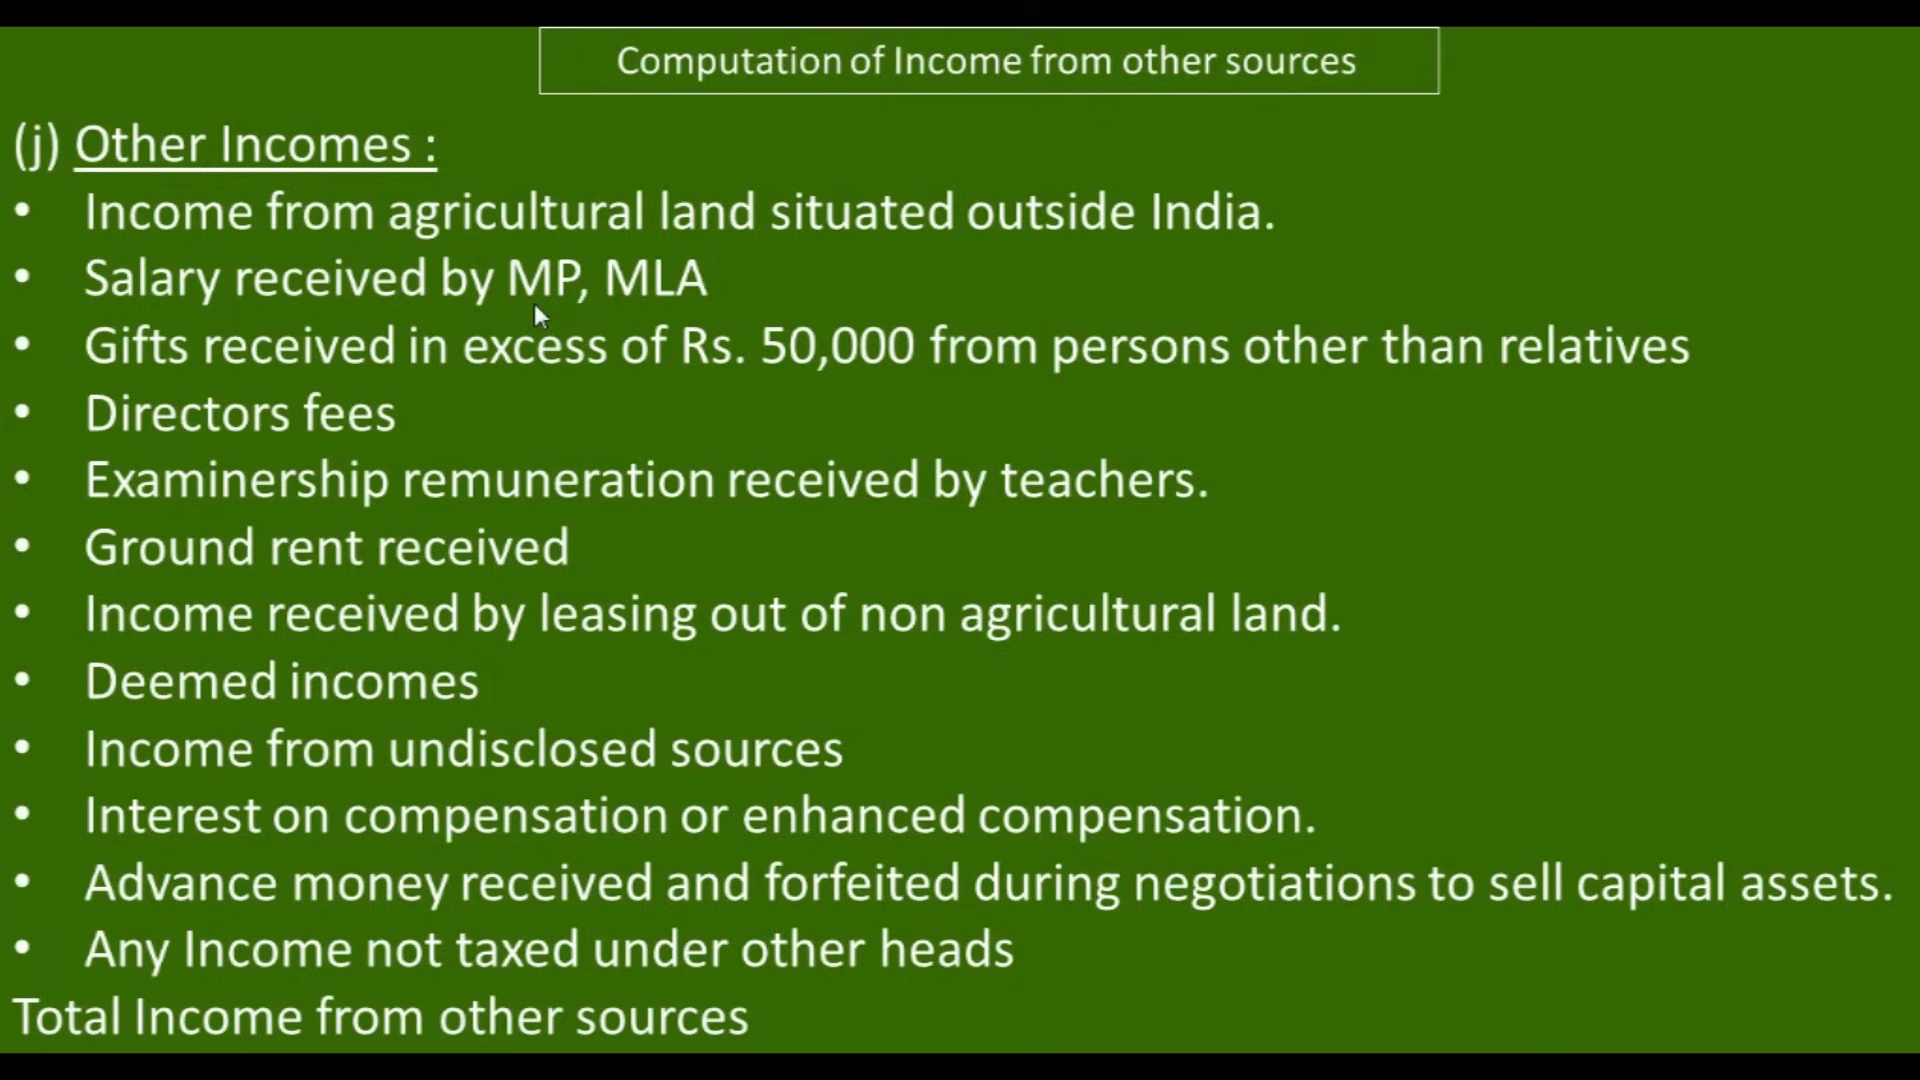 Computation of Income from other sources
(j) Other Incomes :
• Income from agricultural land situated outside India.
• Salary received by MP, MLA
• Gifts received in excess of Rs. 50,000 from persons other than relatives
• Directors fees
• Examinership remuneration received by teachers.
• Ground rent received
• Income received by leasing out of non agricultural land.
• Deemed incomes
• Income from undisclosed sources
• Interest on compensation or enhanced compensation.
• Advance money received and forfeited during negotiations to sell capital assets.
• Any Income not taxed under other heads
Total Income from other sources